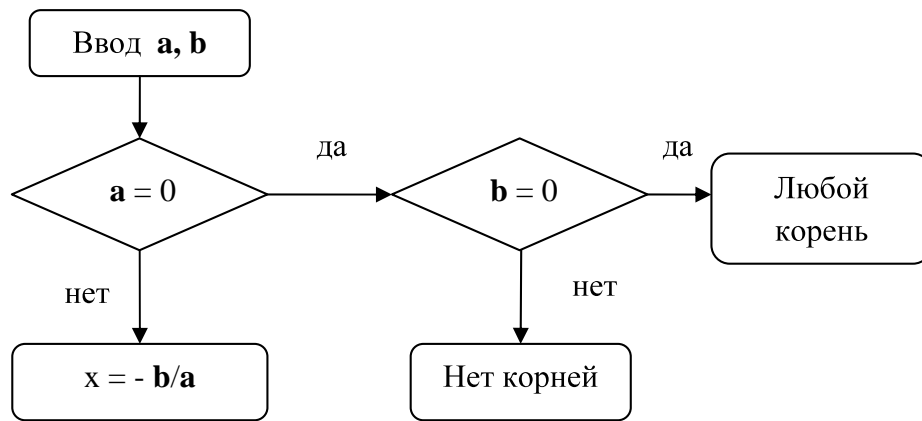 Ввод a, b
да
да
a = 0
b = 0
Любой
корень
нет
нет
x = - b/a
Нет корней